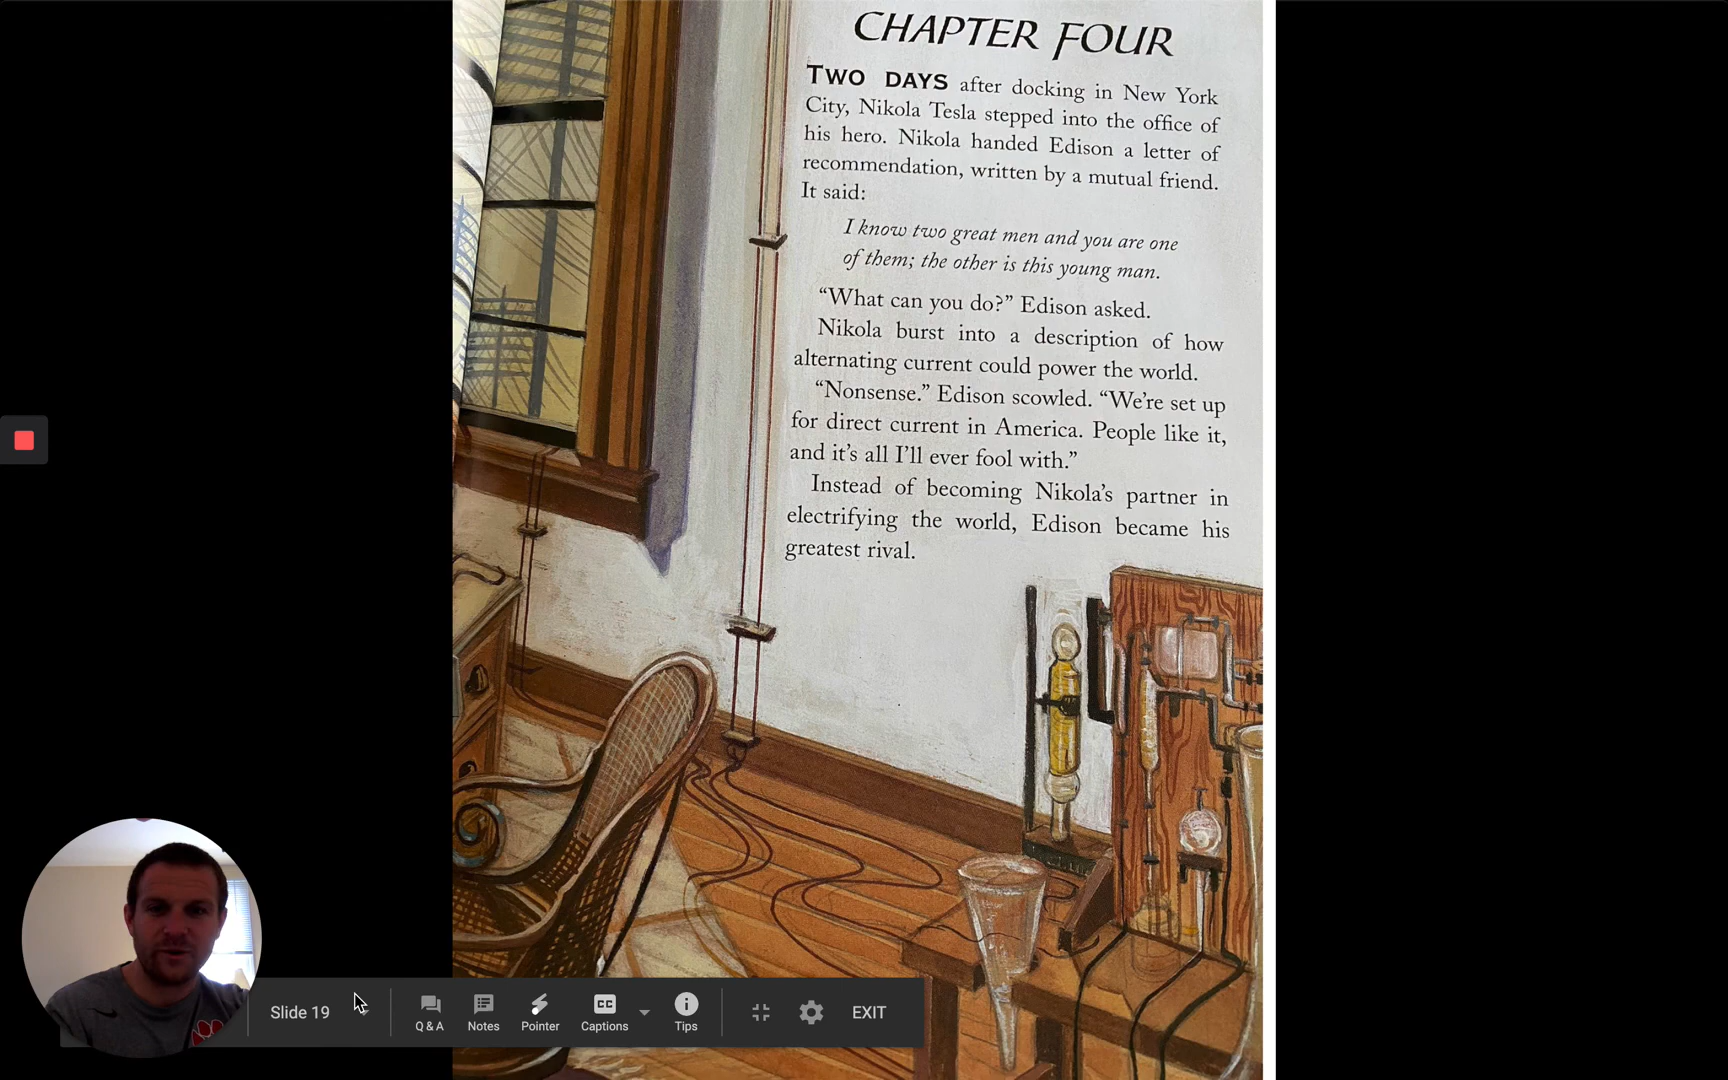 CHAPTER FOUR
TWO DAYS after docking in New York
City, Nikola Tesla stepped into the office of
his hero. Nikola handed Edison a letter of
recommendation, written by a mutual friend.
It said:
I know two great men and you are one
of them; the other is this young man.
“What can you do?” Edison asked.
Nikola burst into a description of how
alternating current could power the world.
“Nonsense.” Edison scowled. “We’re set up
for direct current in America. People like it,
and it’s all I’ll ever fool with.”
Instead of becoming Nikola’s partner in
electrifying the world, Edison became his
greatest rival.
Slide 19
Q & A
Notes
Pointer
CC
Captions
Tips
EXIT